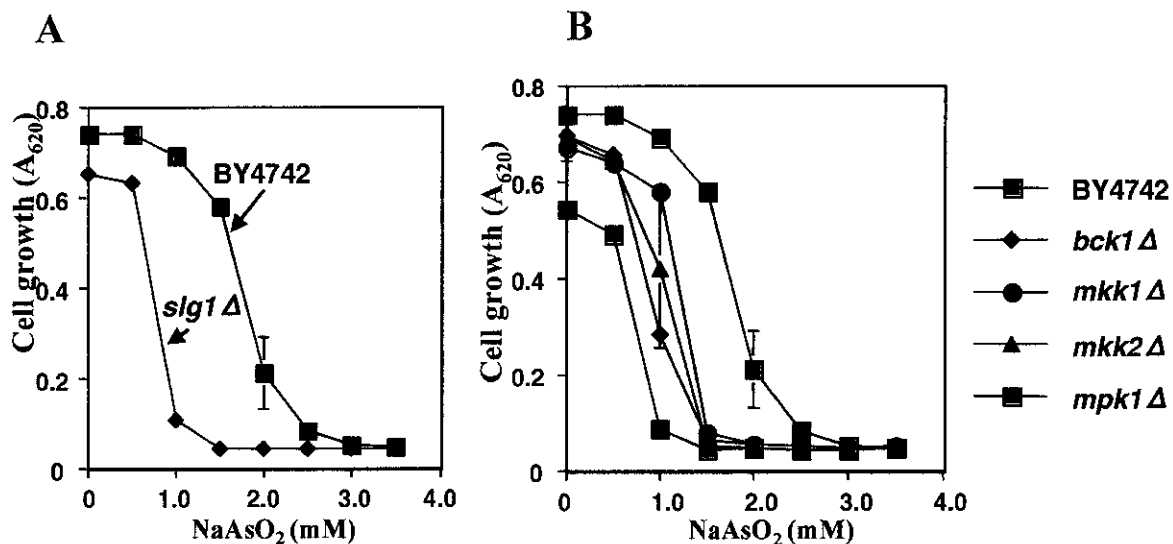 A
Cell growth (A620)
0.8
0.6
0.4
0.2
0
BY4742
slg1Δ
0
1.0
2.0
3.0
4.0
NaAsO2 (mM)
B
Cell growth (A620)
0.8
0.6
0.4
0.2
0
0
1.0
2.0
3.0
4.0
NaAsO2 (mM)
BY4742
bck1Δ
mkk1Δ
mkk2Δ
mpk1Δ